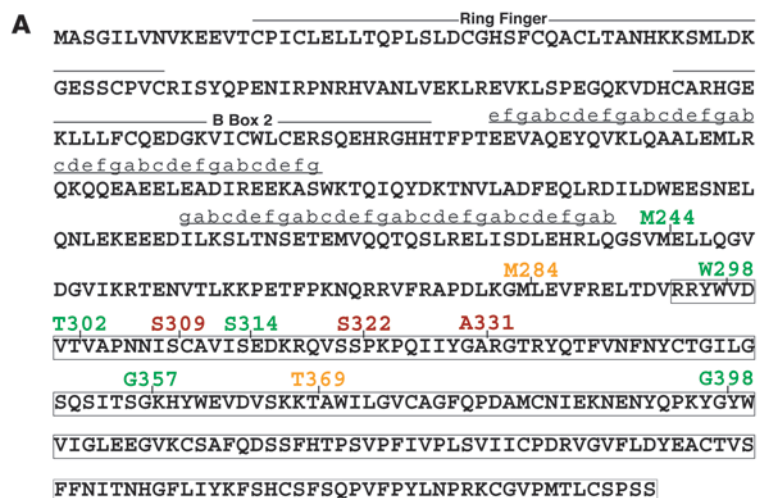 A
Ring Finger
MASGILVNVKEEVTCPICLELLTQPLSLDCGHSFCQACLTANHKKSMLDK
GESSCPVCRISYQPENIRPNRHVANLVEKLREVKLSPEGQKVDHCARHGE
B Box 2
efgabcdefgabcdefgab
KLLLFCQEDGKVICWLCERSQEHRGHHTFPTEEVAQEYQVKLQAALEMLR
cdefgabcdefgabcdefg
QKQQEAEELEADIREEKASWKTQIQYDKTNVLADFEQLRDILDWEESNEL
gabcdefgabcdefgabcdefgabcdefgab M244
QNLEKEEEDILKSLTNSETEMVQQTQSLRELISDLEHRLQGSVMELLQGV
M284 W298
DGVIKRTENVTLKKPETFPKNQRRVFRAPDLKGMLEVFRELTDVRRYWVD
T302 S309 S314 S322 A331
VTVAPNNISCAVISEDKRQVSSPKPQIIYGARGTRYQTFVNFNYCTGILG
G357 T369 G398
SQSITSGKHYWEVDVSKKTAWILGVCAGFQPDAMCNIEKNENYQPKYGYW
VIGLEEGVKCSAFQDSSFHTPSVPFIVPLSVIICPDRVGVFLDYEACTVS
FFNITNHGFLIYKFSHCSFSQPVFPYLNPRKCGVPMTLCSPSS